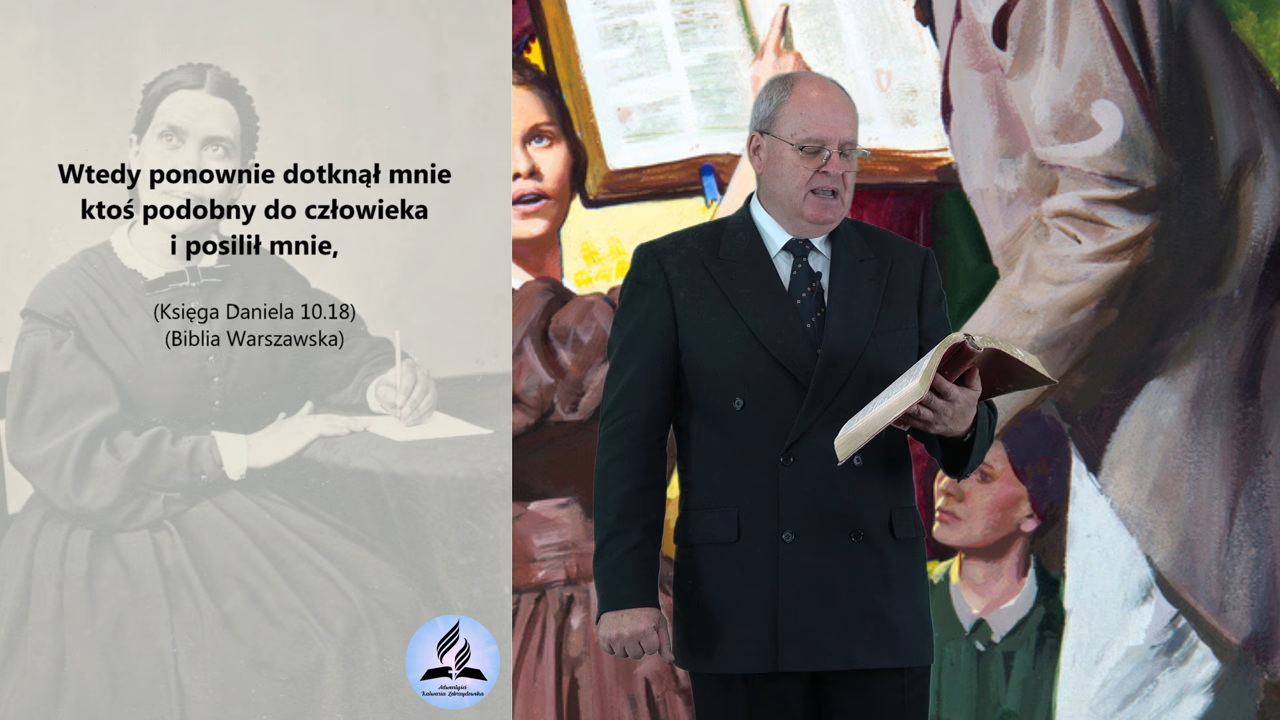 Wtedy ponownie dotknął mnie
ktoś podobny do człowieka
i posilił mnie,
(Księga Daniela 10.18)
(Biblia Warszawska)
Adwentyści
Kalwaria Zebrzydowska